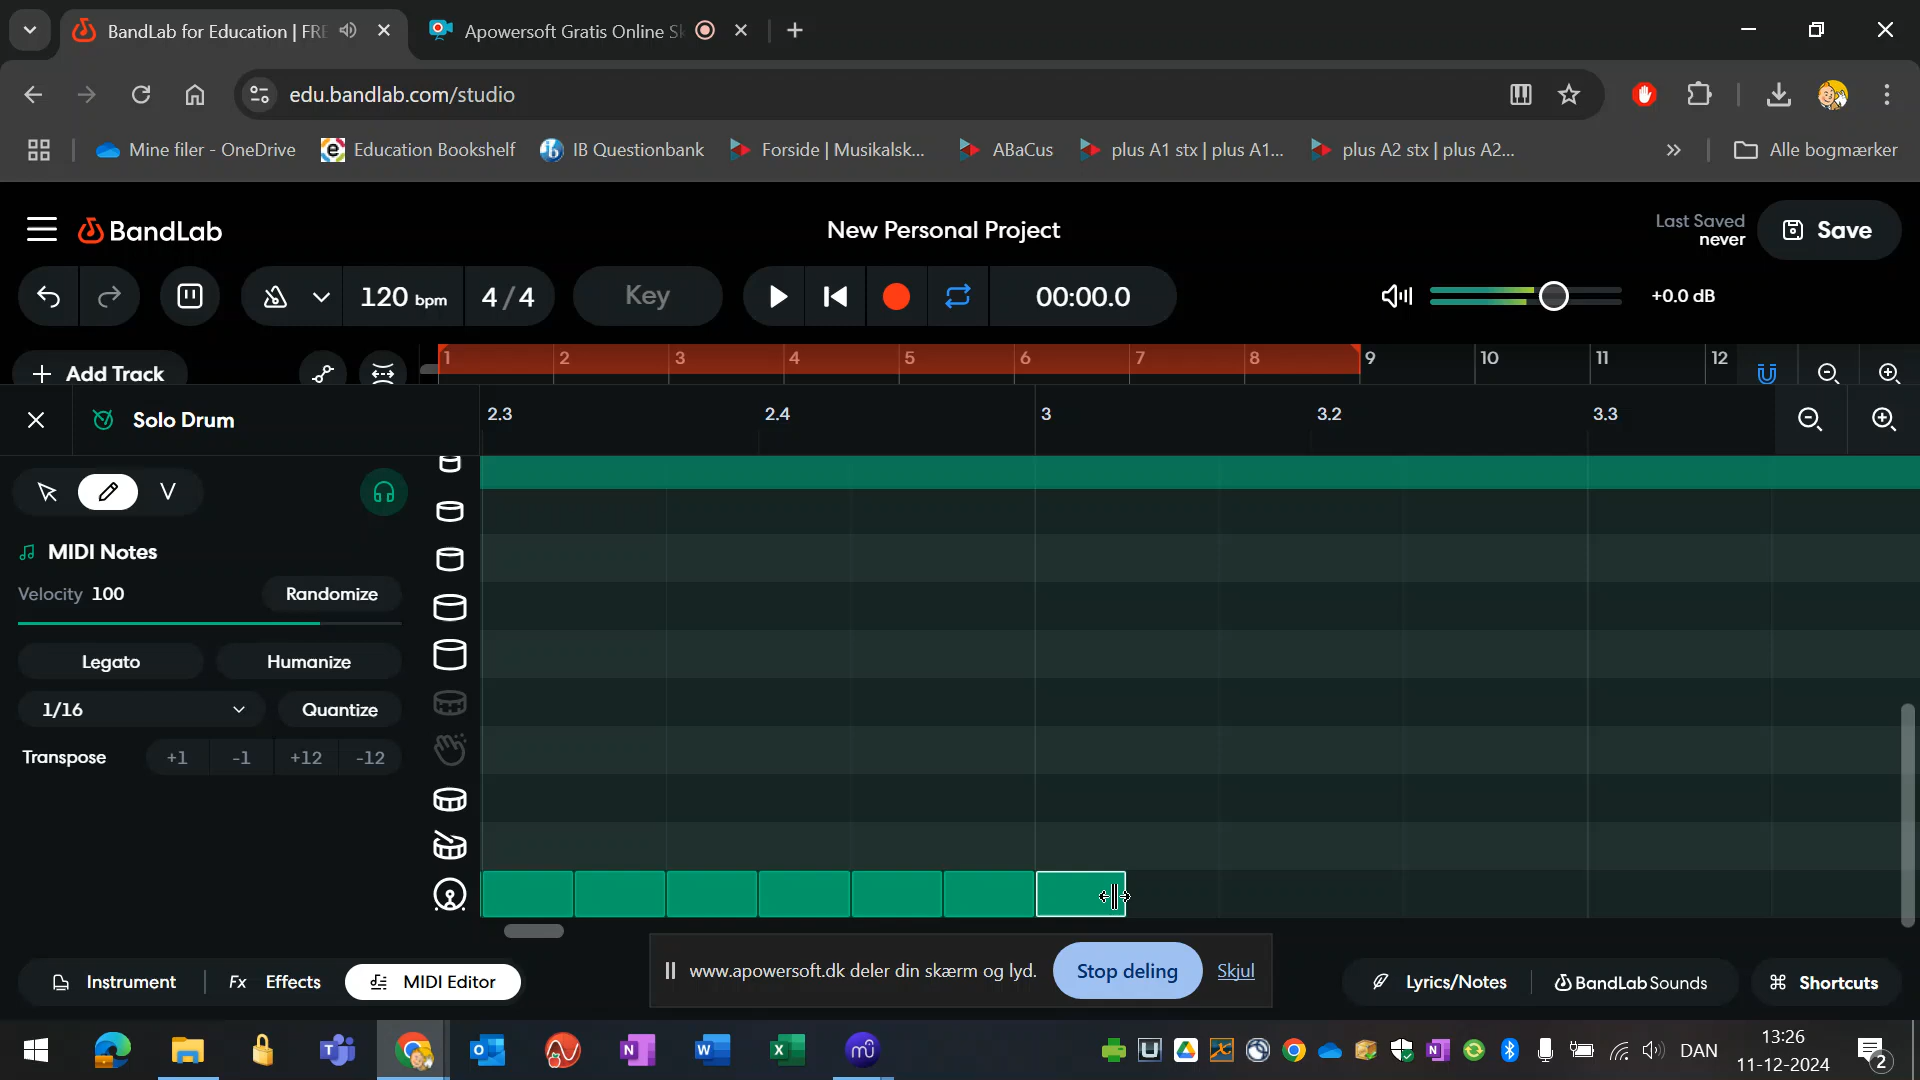 BandLab for Education | FRE
Apowersoft Gratis Online S
edu.bandlab.com/studio
Mine filer - OneDrive
Education Bookshelf
IB Questionbank
Forside | Musikalsk...
ABaCus
plus A1 stx | plus A1...
plus A2 stx | plus A2...
»
Alle bogmærker
BandLab
New Personal Project
Last Saved
never
Save
120 bpm
4/4
Key
00:00.0
+0.0 dB
+ Add Track
1 2 3 4 5 6 7 8 9 10 11 12
Solo Drum
2.3 2.4 3 3.2 3.3
MIDI Notes
Velocity 100
Randomize
Legato
Humanize
1/16
Quantize
Transpose
+1 -1 +12 -12
Instrument
Fx Effects
MIDI Editor
www.apowersoft.dk deler din skærm og lyd.
Stop deling
Skjul
Lyrics/Notes
BandLab Sounds
⌘ Shortcuts
DAN
13:26
11-12-2024
2